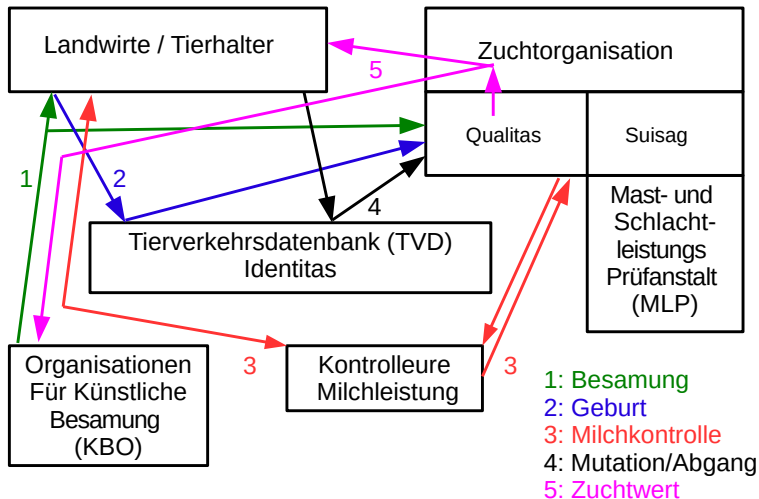 Landwirte / Tierhalter
Zuchtorganisation
5
Qualitas
Suisag
1
2
4
Mast- und
Schlacht-
leistungs
Prüfanstalt
(MLP)
Tierverkehrsdatenbank (TVD)
Identitas
Organisationen
Für Künstliche
Besamung
(KBO)
3
Kontrolleure
Milchleistung
3
1: Besamung
2: Geburt
3: Milchkontrolle
4: Mutation/Abgang
5: Zuchtwert